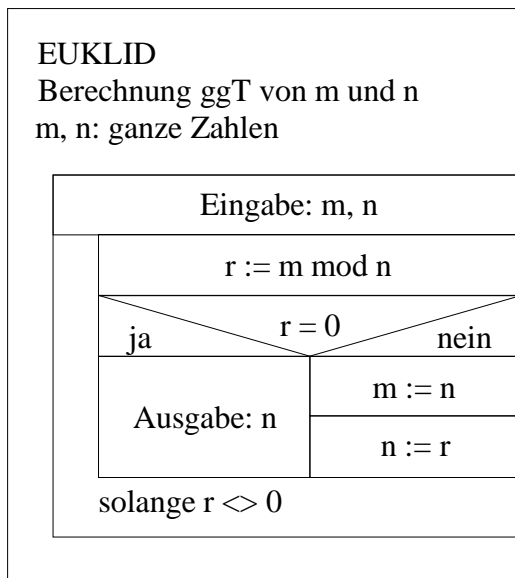 EUKLID
Berechnung ggT von m und n
m, n: ganze Zahlen
Eingabe: m, n
r := m mod n
r = 0
ja
nein
Ausgabe: n
m := n
n := r
solange r <> 0